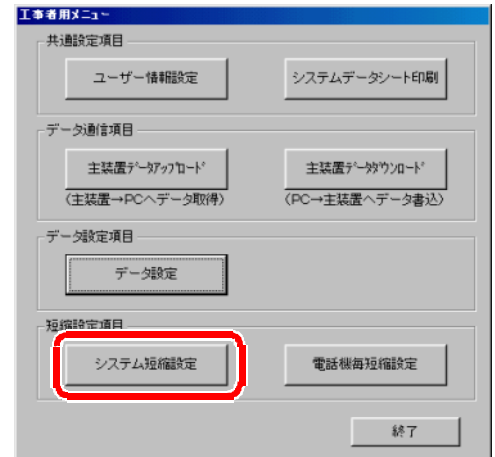 工事者用メニュー
共通設定項目
ユーザー情報設定
システムデータシート印刷
データ通信項目
主装置ﾃﾞｰﾀｱｯﾌﾟﾛｰﾄﾞ
主装置ﾃﾞｰﾀﾀﾞｳﾝﾛｰﾄﾞ
(主装置→PCへデータ取得)
(PC→主装置へデータ書込)
データ設定項目
データ設定
短縮設定項目
システム短縮設定
電話機毎短縮設定
終了